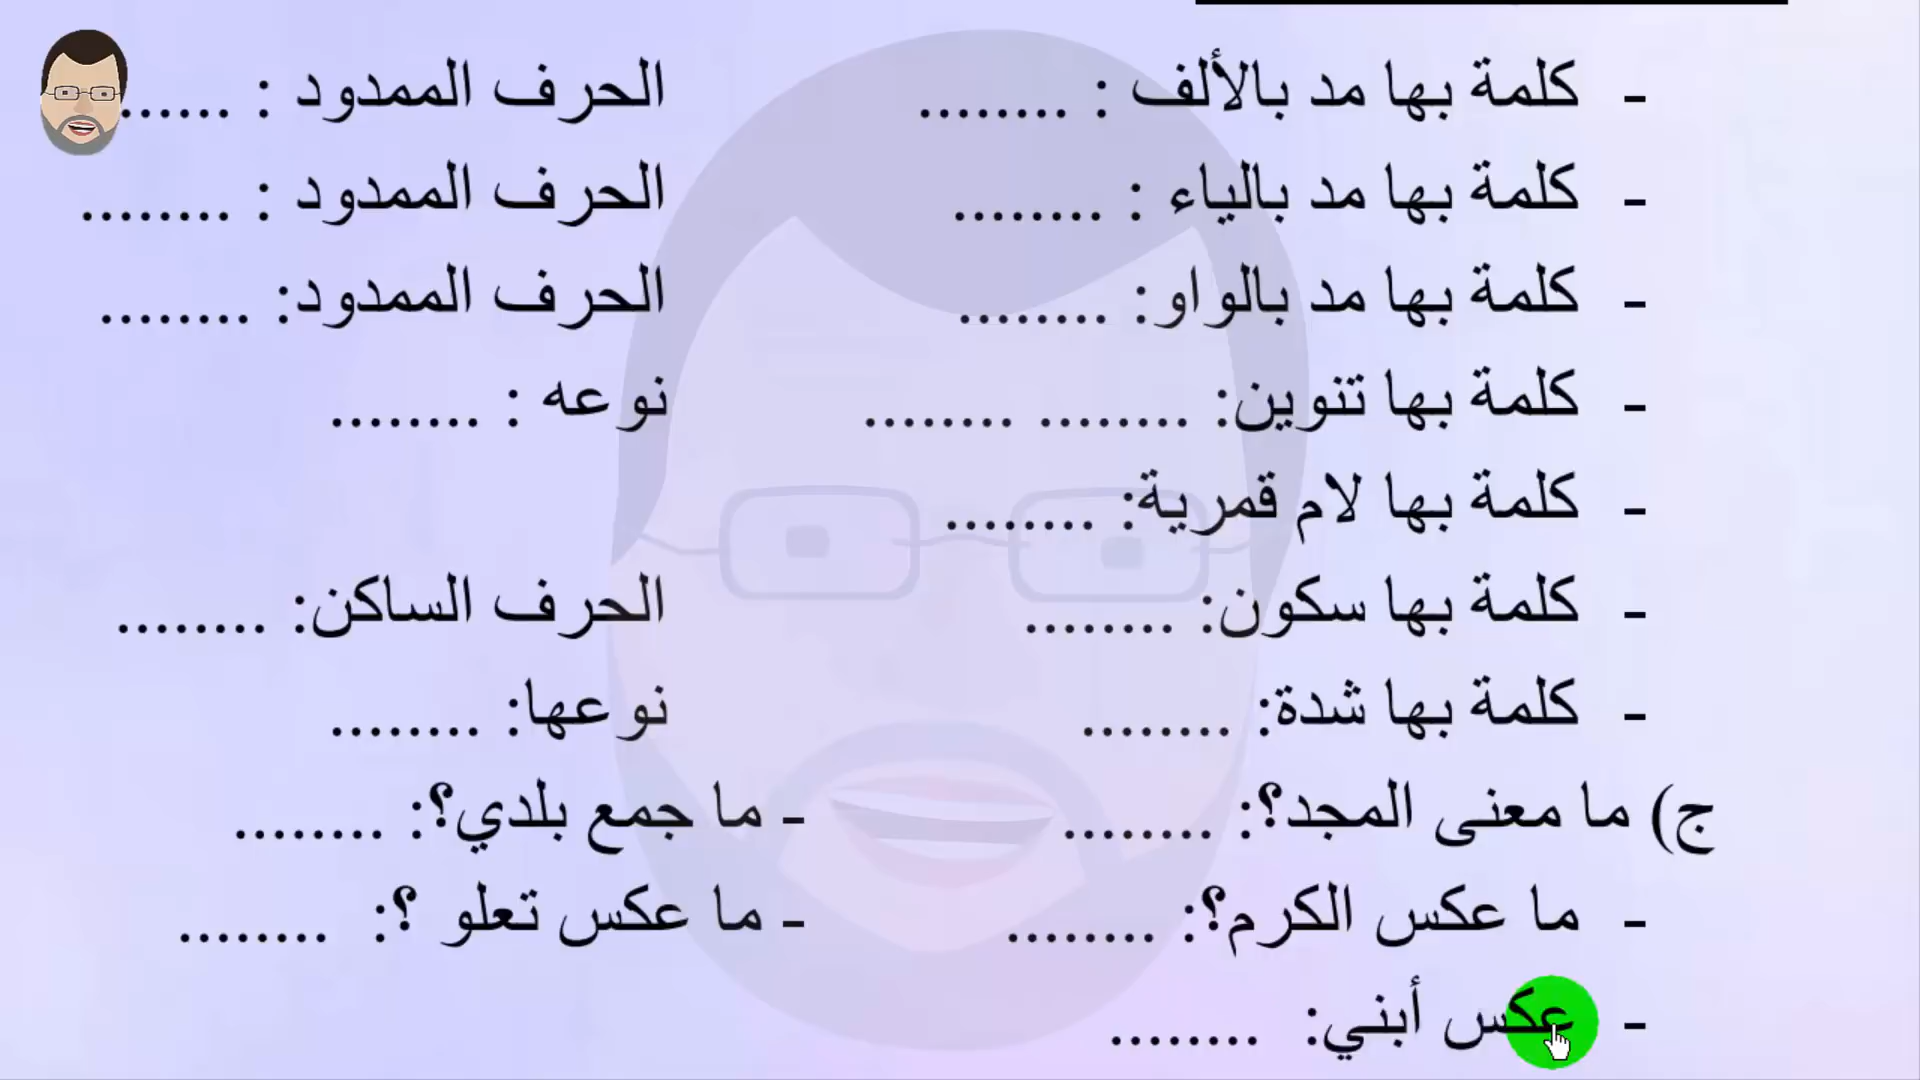 - كلمة بها مد بالألف : ........ الحرف الممدود : ......
- كلمة بها مد بالياء : ........ الحرف الممدود : ........
- كلمة بها مد بالواو: ........ الحرف الممدود: ........
- كلمة بها تنوين: ........ ........ نوعه : ........
- كلمة بها لام قمرية: ........
- كلمة بها سكون: ........ الحرف الساكن: ........
- كلمة بها شدة: ........ نوعها: ........
ج) ما معنى المجد؟: ........ - ما جمع بلدي؟: ........
- ما عكس الكرم؟: ........ - ما عكس تعلو ؟: ........
- عكس أبني: ........